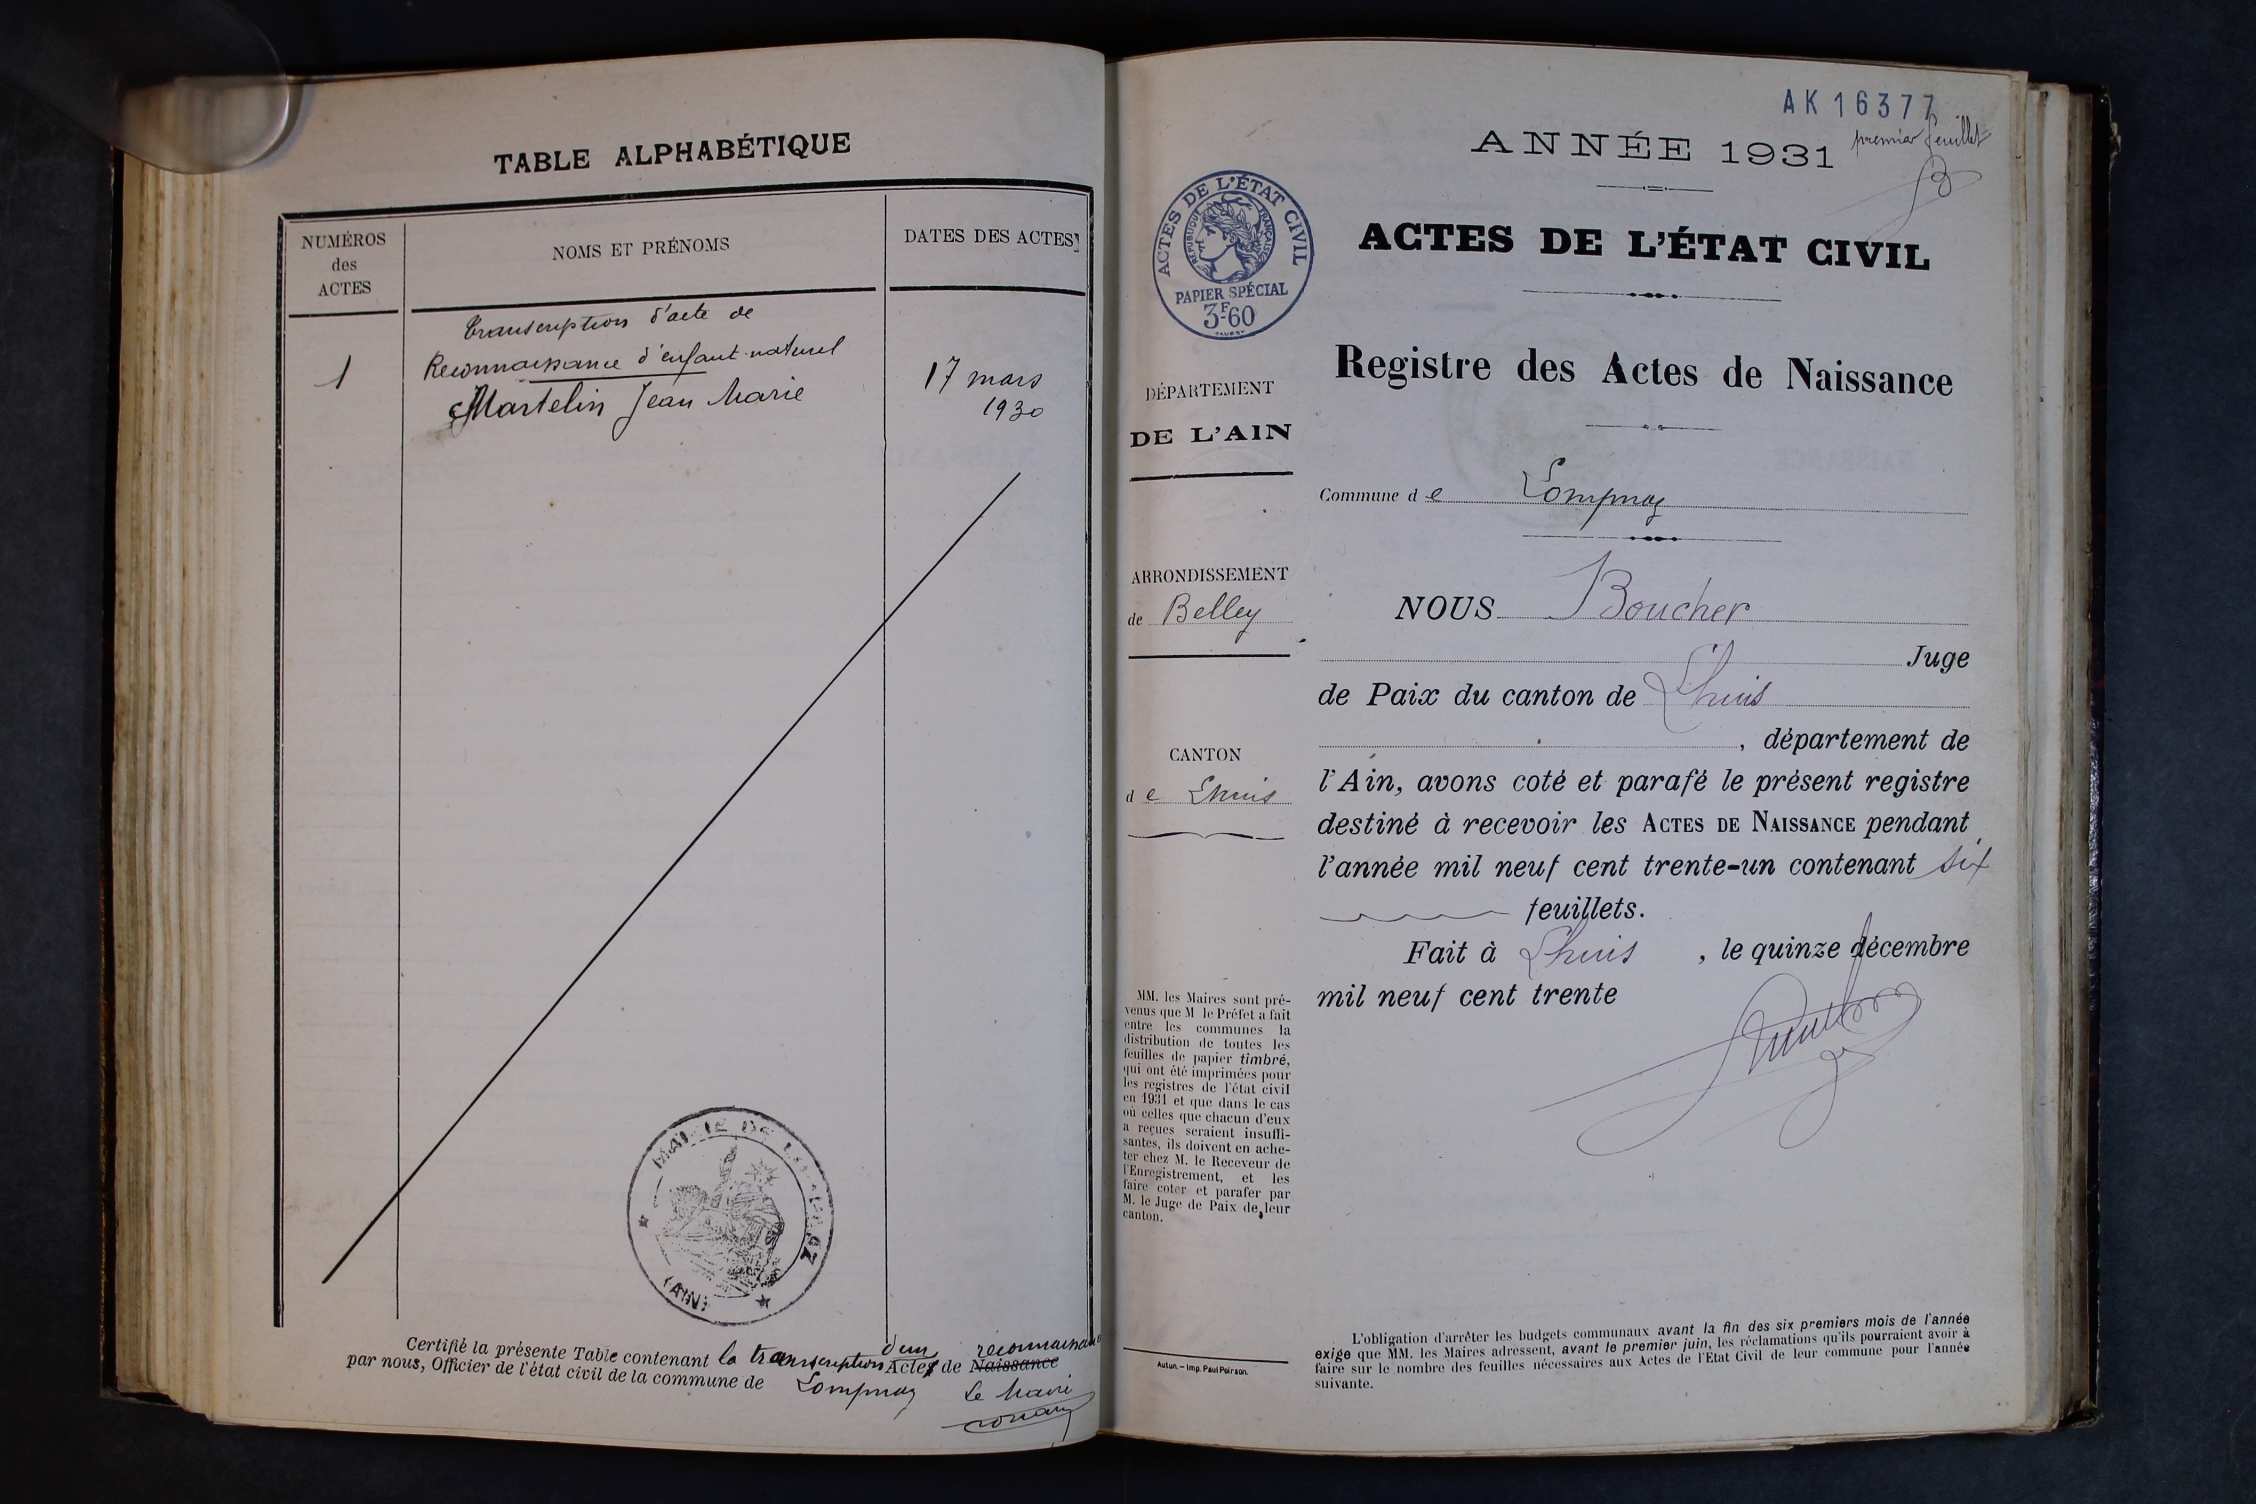 TABLE ALPHABÉTIQUE
NUMÉROS
des
ACTES
NOMS ET PRÉNOMS
DATES DES ACTES
Transcription d'acte de
Reconnaissance d'enfant naturel
1
Martelin Jean Marie
17 mars
1930
MAIRIE DE
(AIN)
Certifié la présente Table contenant la transcription d'une Acte de reconnaissance Naissance
par nous, Officier de l'état civil de la commune de Lompnaz Le Maire
AK 16377
premier feuillet
ANNÉE 1931
ACTES DE L'ÉTAT CIVIL
RÉPUBLIQUE FRANÇAISE
PAPIER SPÉCIAL
3F60
ACTES DE L'ÉTAT CIVIL
Registre des Actes de Naissance
DÉPARTEMENT
DE L'AIN
Commune de Lompnaz
ARRONDISSEMENT
de Belley
NOUS Boucher
Juge
de Paix du canton de Lhuis
, département de
CANTON
de Lhuis
l'Ain, avons coté et parafé le présent registre
destiné à recevoir les ACTES DE NAISSANCE pendant
l'année mil neuf cent trente-un contenant six
feuillets.
Fait à Lhuis, le quinze décembre
mil neuf cent trente
MM. les Maires sont pré-
venus que M le Préfet a fait
entre les communes la
distribution de toutes les
feuilles de papier timbré,
qui ont été imprimées pour
les registres de l'état civil
en 1931 et que dans le cas
où celles que chacun d'eux
a reçues seraient insuffi-
santes, ils doivent en ache-
ter chez M. le Receveur de
l'Enregistrement, et les
faire coter et parafer par
M. le Juge de Paix de leur
canton.
Autun. — Imp. Paul Poirson.
L'obligation d'arrêter les budgets communaux avant la fin des six premiers mois de l'année
exige que MM. les Maires adressent, avant le premier juin, les réclamations qu'ils pourraient avoir à
faire sur le nombre des feuilles nécessaires aux Actes de l'Etat Civil de leur commune pour l'année
suivante.